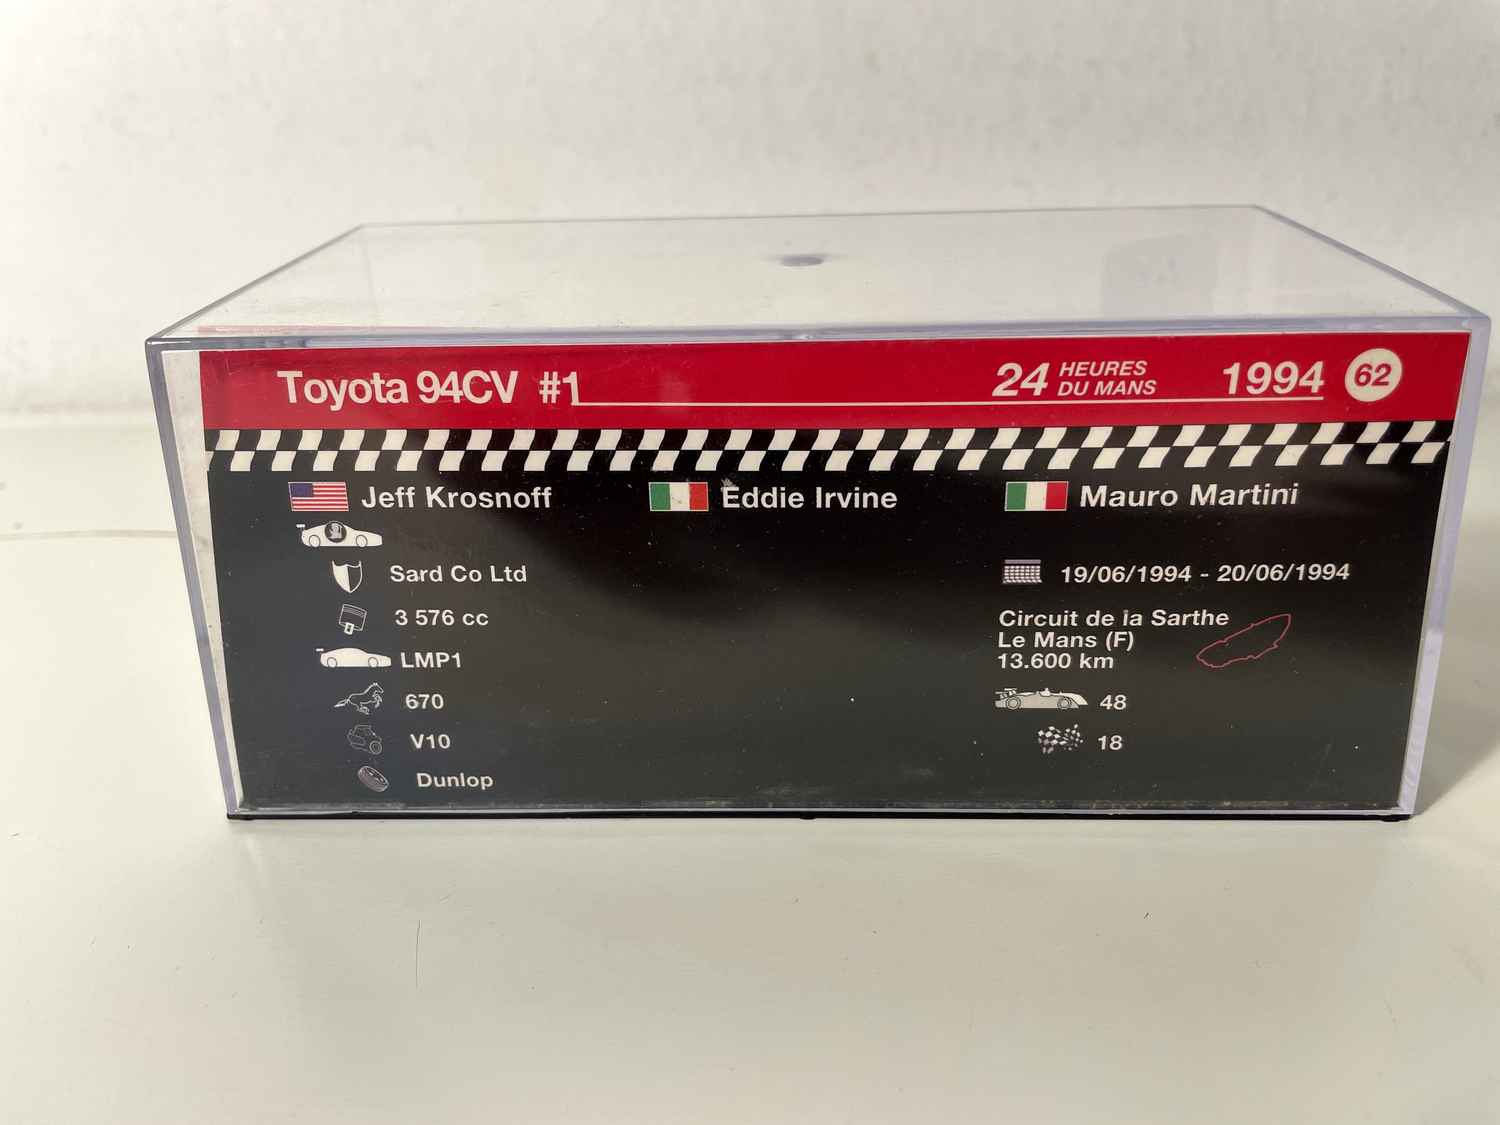 Toyota 94CV #1
24 HEURES DU MANS 1994 62
Jeff Krosnoff Eddie Irvine Mauro Martini
Sard Co Ltd
3 576 cc
LMP1
670
V10
Dunlop
19/06/1994 - 20/06/1994
Circuit de la Sarthe
Le Mans (F)
13.600 km
48
18